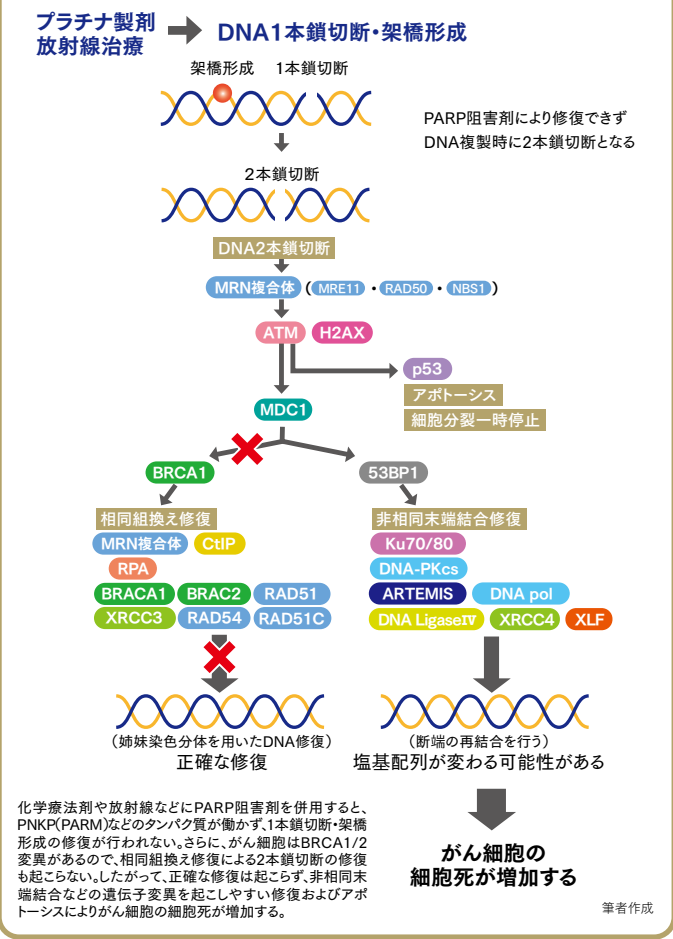 プラチナ製剤
放射線治療
DNA1本鎖切断・架橋形成
架橋形成 1本鎖切断
PARP阻害剤により修復できず
DNA複製時に2本鎖切断となる
2本鎖切断
DNA2本鎖切断
MRN複合体 (MRE11・RAD50・NBS1)
ATM H2AX
p53
アポトーシス
細胞分裂一時停止
MDC1
BRCA1
53BP1
相同組換え修復
MRN複合体 CtIP
RPA
BRACA1 BRAC2 RAD51
XRCC3 RAD54 RAD51C
非相同末端結合修復
Ku70/80
DNA-PKcs
ARTEMIS DNA pol
DNA LigaseⅣ XRCC4 XLF
(姉妹染色分体を用いたDNA修復)
正確な修復
(断端の再結合を行う)
塩基配列が変わる可能性がある
化学療法剤や放射線などにPARP阻害剤を併用すると、
PNKP(PARM)などのタンパク質が働かず、1本鎖切断・架橋
形成の修復が行われない。さらに、がん細胞はBRCA1/2
変異があるので、相同組換え修復による2本鎖切断の修復
も起こらない。したがって、正確な修復は起こらず、非相同末
端結合などの遺伝子変異を起こしやすい修復およびアポ
トーシスによりがん細胞の細胞死が増加する。
がん細胞の
細胞死が増加する
筆者作成